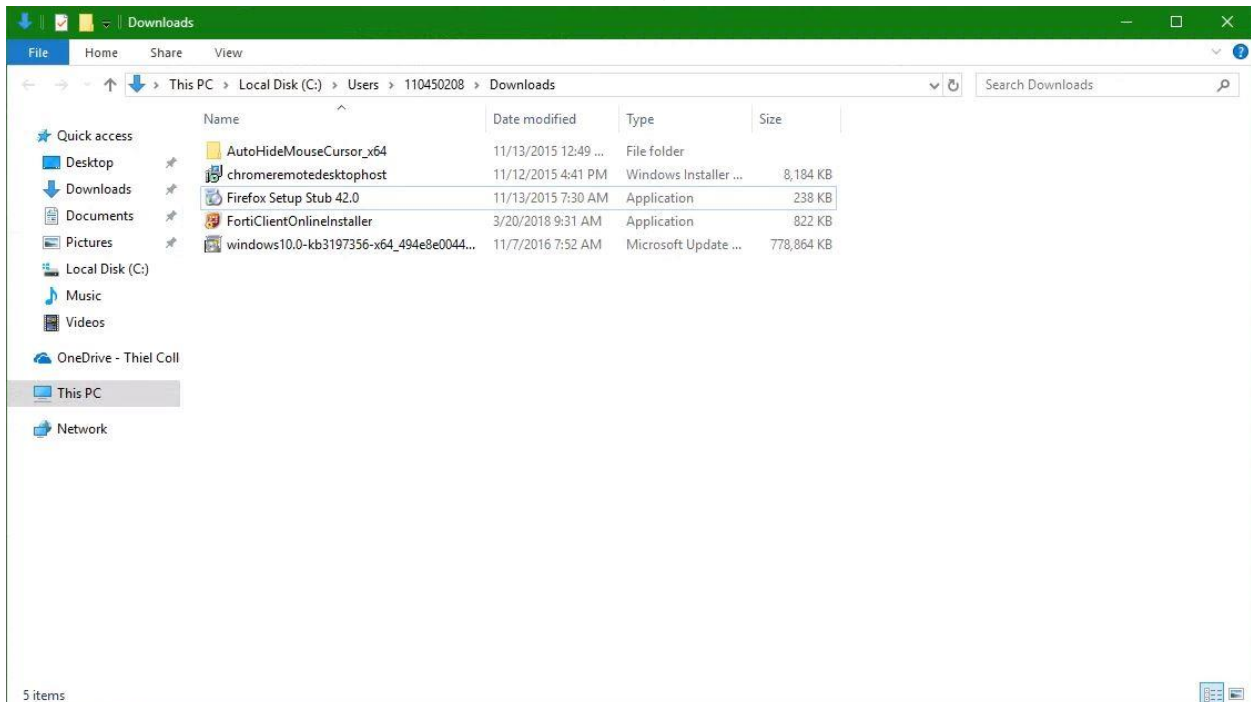 Downloads
File Home Share View
This PC > Local Disk (C:) > Users > 110450208 > Downloads Search Downloads
Name Date modified Type Size
Quick access
Desktop
Downloads
Documents
Pictures
Local Disk (C:)
Music
Videos
OneDrive - Thiel Coll
This PC
Network
AutoHideMouseCursor_x64 11/13/2015 12:49 ... File folder
chromeremotedesktophost 11/12/2015 4:41 PM Windows Installer ... 8,184 KB
Firefox Setup Stub 42.0 11/13/2015 7:30 AM Application 238 KB
FortiClientOnlineInstaller 3/20/2018 9:31 AM Application 822 KB
windows10.0-kb3197356-x64_494e8e0044... 11/7/2016 7:52 AM Microsoft Update ... 778,864 KB
5 items